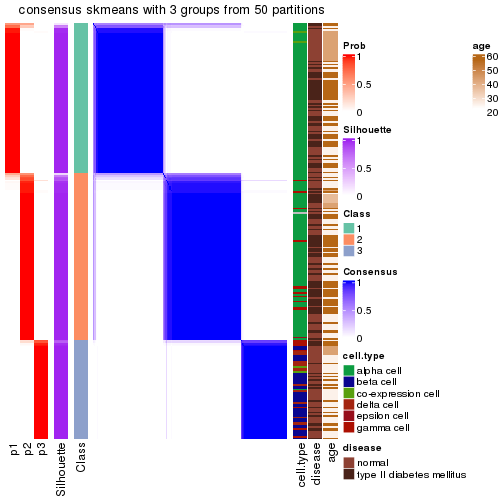 consensus skmeans with 3 groups from 50 partitions
Prob
1
0.5
0
age
60
50
40
30
20
Silhouette
1
0.5
0
Class
1
2
3
Consensus
1
0.5
0
cell.type
alpha cell
beta cell
co-expression cell
delta cell
epsilon cell
gamma cell
disease
normal
type II diabetes mellitus
p1
p2
p3
Silhouette
Class
cell.type
disease
age